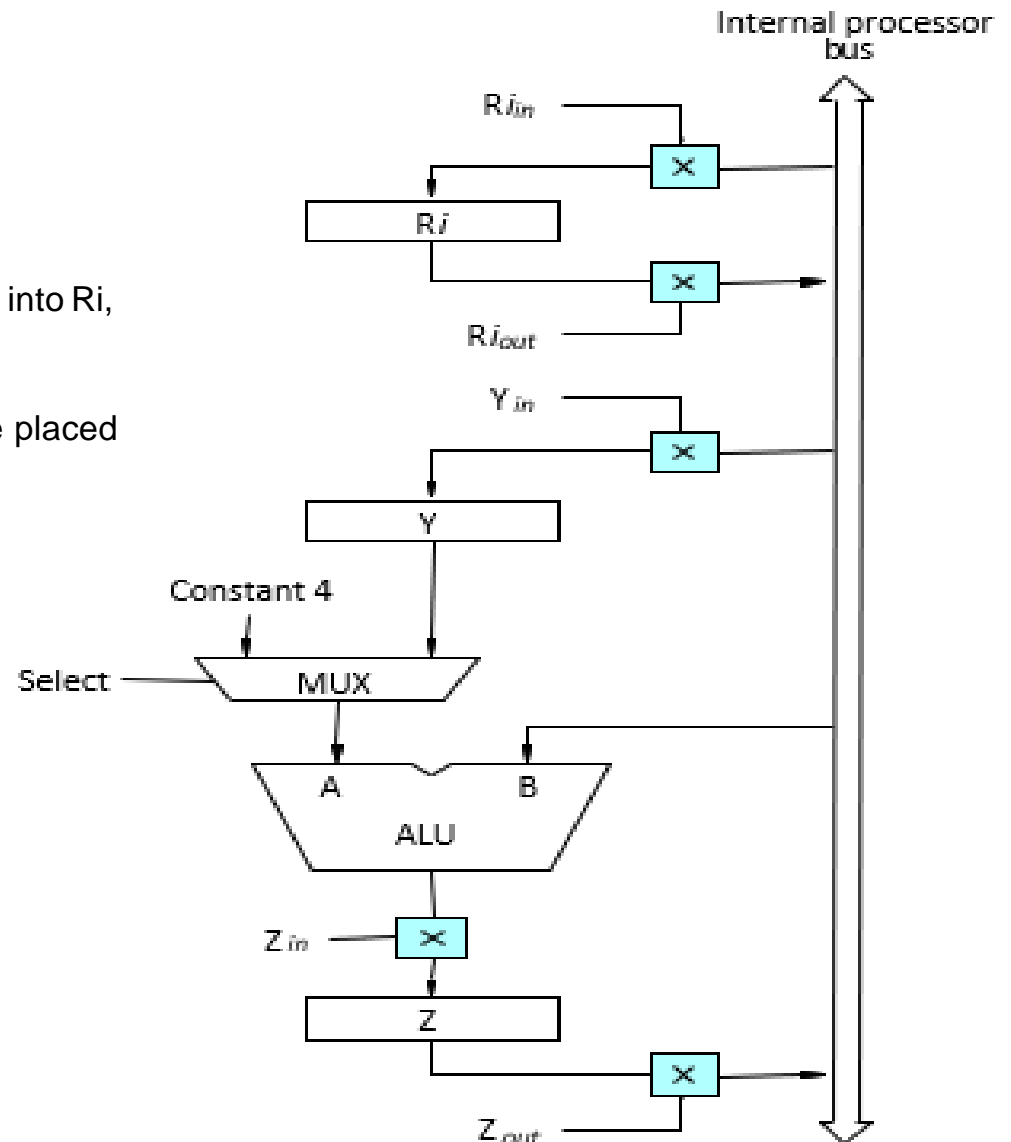 Internal processor
bus
Riin
×
Ri
×
into Ri,
Riout
Yin
placed
×
Y
Constant 4
Select
MUX
A
B
ALU
Zin
×
Z
×
Zout